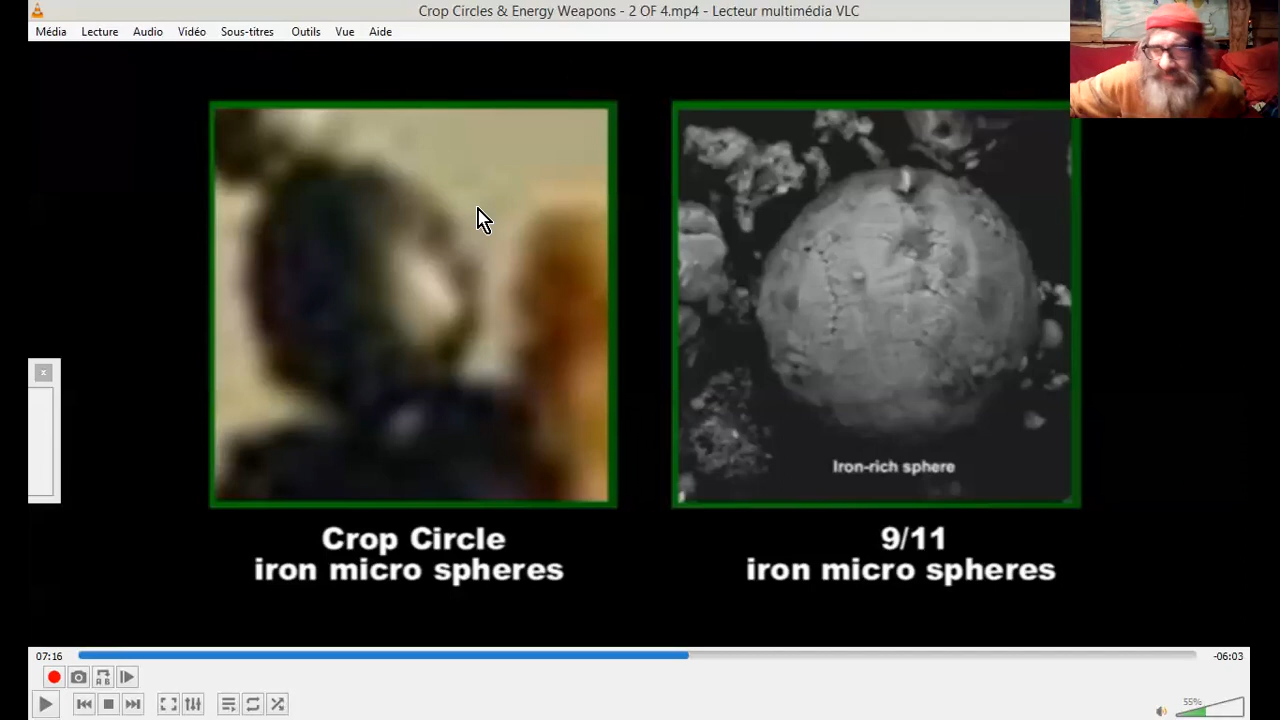 Crop Circles & Energy Weapons - 2 OF 4.mp4 - Lecteur multimédia VLC
Média Lecture Audio Vidéo Sous-titres Outils Vue Aide
x
Iron-rich sphere
Crop Circle
iron micro spheres
9/11
iron micro spheres
07:16
-06:03
A B
55%